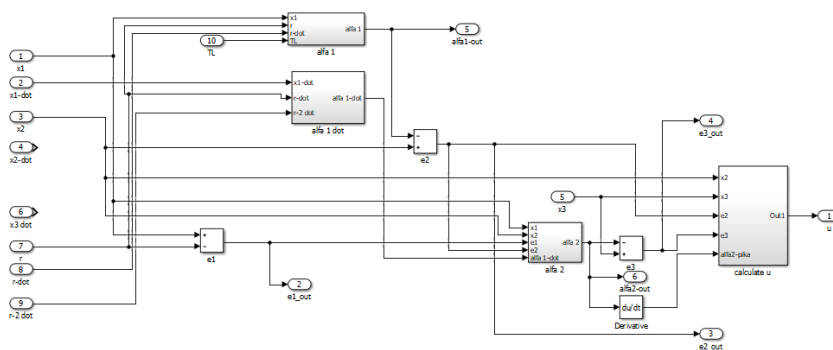 x1
r
r-dot
TL
alfa 1
alfa 1
10
TL
5
alfa1-out
1
x1
2
x1-dot
3
x2
4
x2-dot
6
x3 dot
7
r
8
r-dot
9
r-2 dot
x1-dot
r-dot
r-2 dot
alfa 1-dot
alfa 1 dot
−
+
e2
4
e3_out
5
x3
+
−
e1
2
e1_out
x1
x2
e1
e2
alfa 1-dot
alfa 2
alfa 2
−
+
e3
6
alfa2-out
du/dt
Derivative
x2
x3
e2
e3
alfa2-pika
Out1
calculate u
1
u
3
e2_out